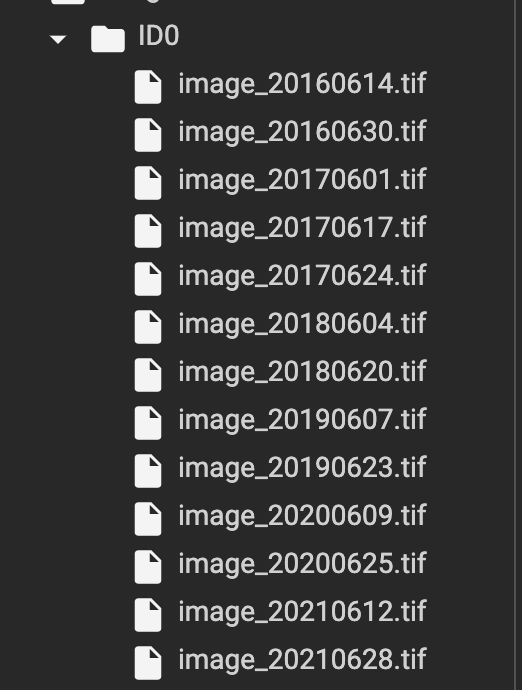 ID0
image_20160614.tif
image_20160630.tif
image_20170601.tif
image_20170617.tif
image_20170624.tif
image_20180604.tif
image_20180620.tif
image_20190607.tif
image_20190623.tif
image_20200609.tif
image_20200625.tif
image_20210612.tif
image_20210628.tif